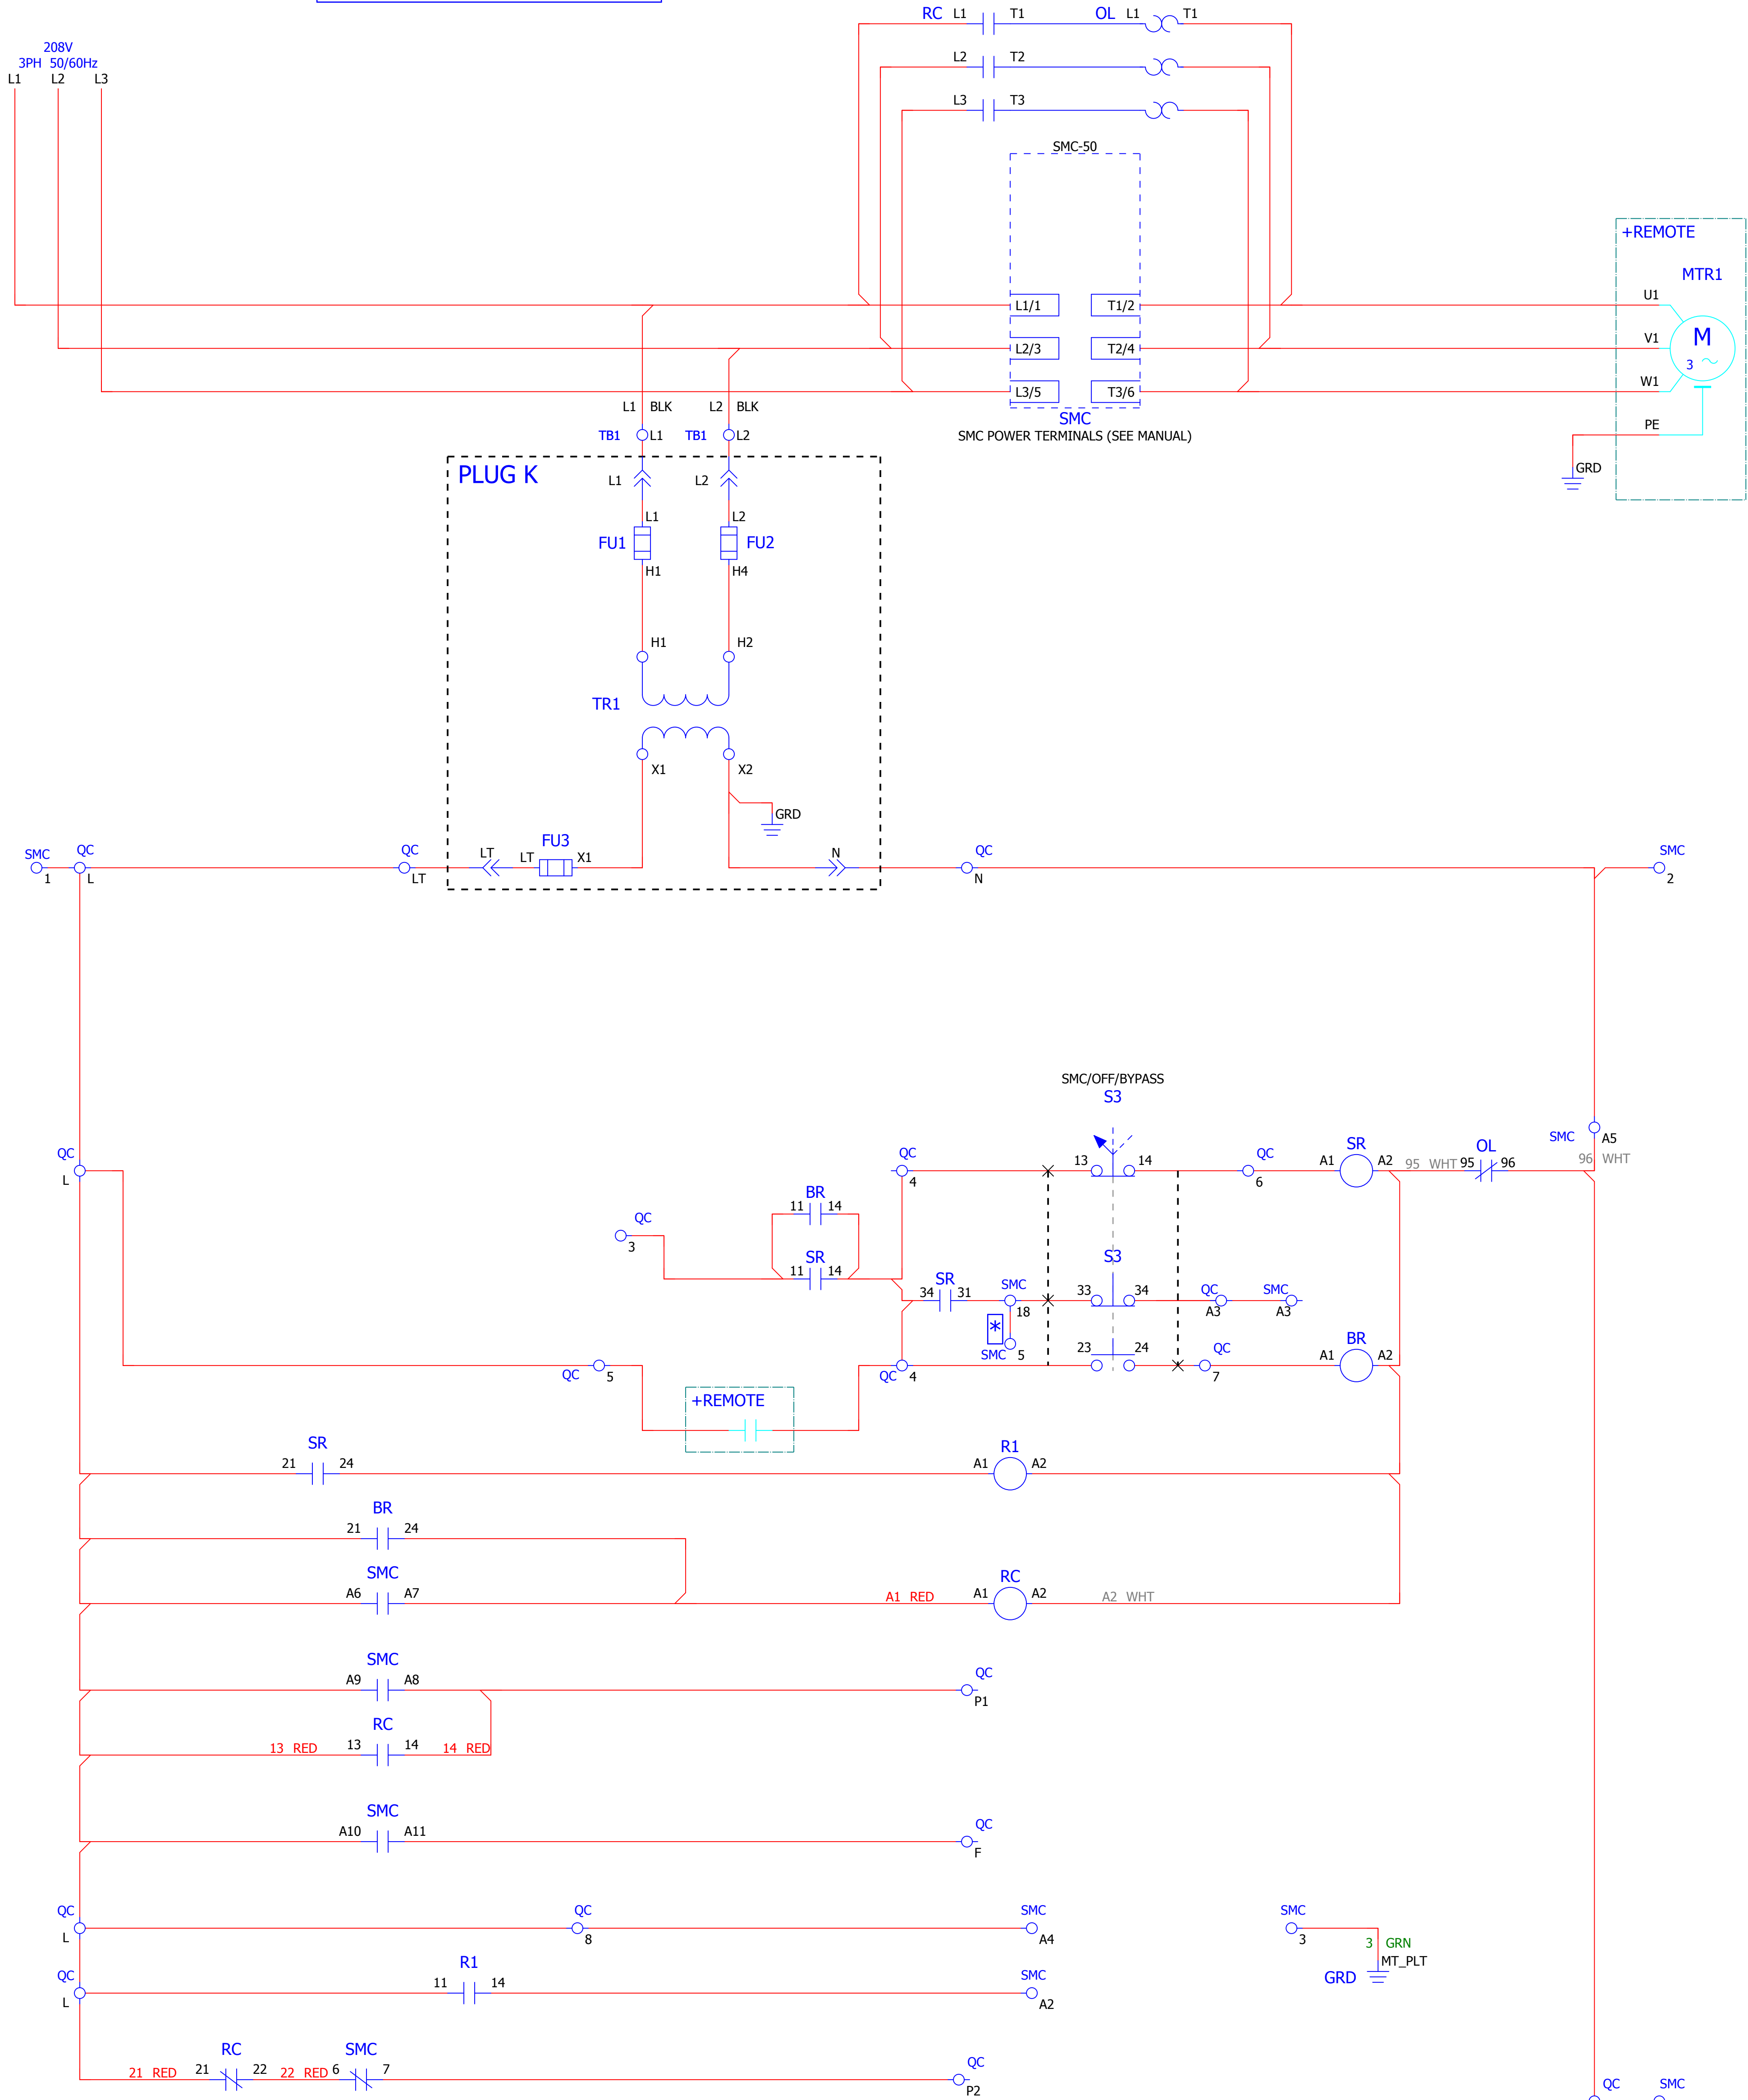 RC L1 T1 OL L1 T1
208V
3PH 50/60Hz
L1 L2 L3
L2 T2
L3 T3
SMC-50
+REMOTE
MTR1
L1/1 T1/2 U1
L2/3 T2/4 V1
M
3
L3/5 T3/6 W1
L1 BLK L2 BLK
SMC
TB1 L1 TB1 L2
SMC POWER TERMINALS (SEE MANUAL)
PE
GRD
PLUG K
L1 L2
L1 L2
FU1 FU2
H1 H4
H1 H2
TR1
X1 X2
GRD
FU3
SMC QC QC LT LT X1 N QC SMC
1 L LT N 2
SMC/OFF/BYPASS
S3
SMC A5
QC QC 13 14 QC SR OL
A1 A2 95 WHT 95 96 96 WHT
L 4 6
BR
11 14
QC
3
SR
11 14
S3
SR
34 31 SMC 33 34 QC SMC
18 A3 A3
*
SMC 5
23 24 QC BR
A1 A2
QC 5 QC 4 7
+REMOTE
SR
21 24
R1
A1 A2
BR
21 24
SMC
A6 A7
RC
A1 RED A1 A2 A2 WHT
SMC
A9 A8
QC
P1
RC
13 RED 13 14 14 RED
SMC
A10 A11
QC
F
QC QC SMC SMC
L 8 A4 3
3 GRN
MT_PLT
GRD
QC R1 SMC
L 11 14 A2
RC SMC
21 RED 21 22 22 RED 6 7
QC
P2
QC SMC